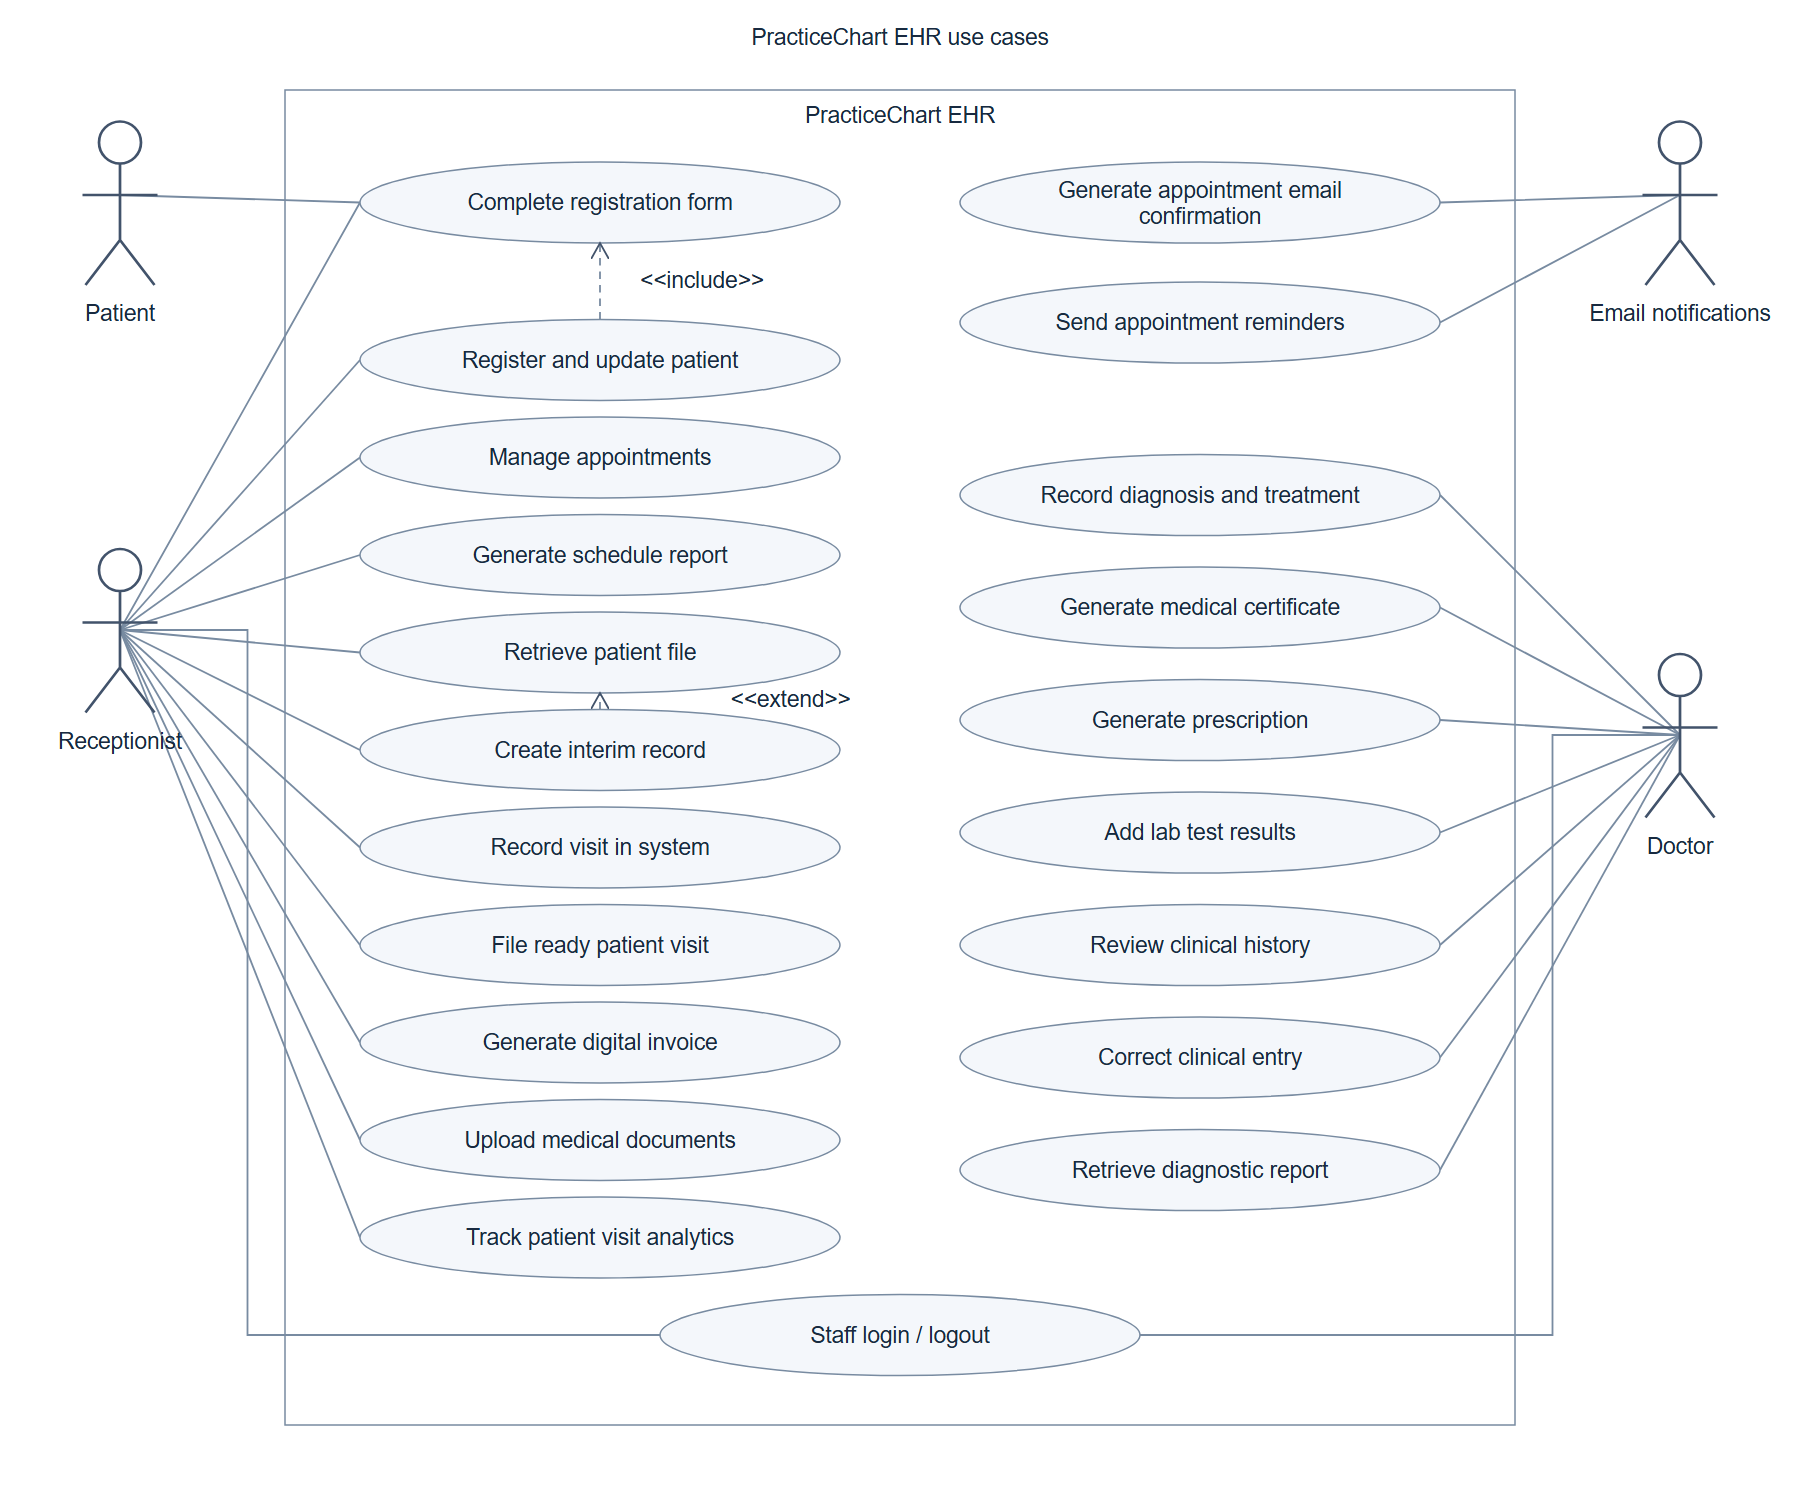 PracticeChart EHR use cases
PracticeChart EHR
Patient
Complete registration form
<<include>>
Register and update patient
Manage appointments
Generate schedule report
Retrieve patient file
<<extend>>
Receptionist
Create interim record
Record visit in system
File ready patient visit
Generate digital invoice
Upload medical documents
Track patient visit analytics
Generate appointment email
confirmation
Send appointment reminders
Email notifications
Record diagnosis and treatment
Generate medical certificate
Generate prescription
Add lab test results
Doctor
Review clinical history
Correct clinical entry
Retrieve diagnostic report
Staff login / logout